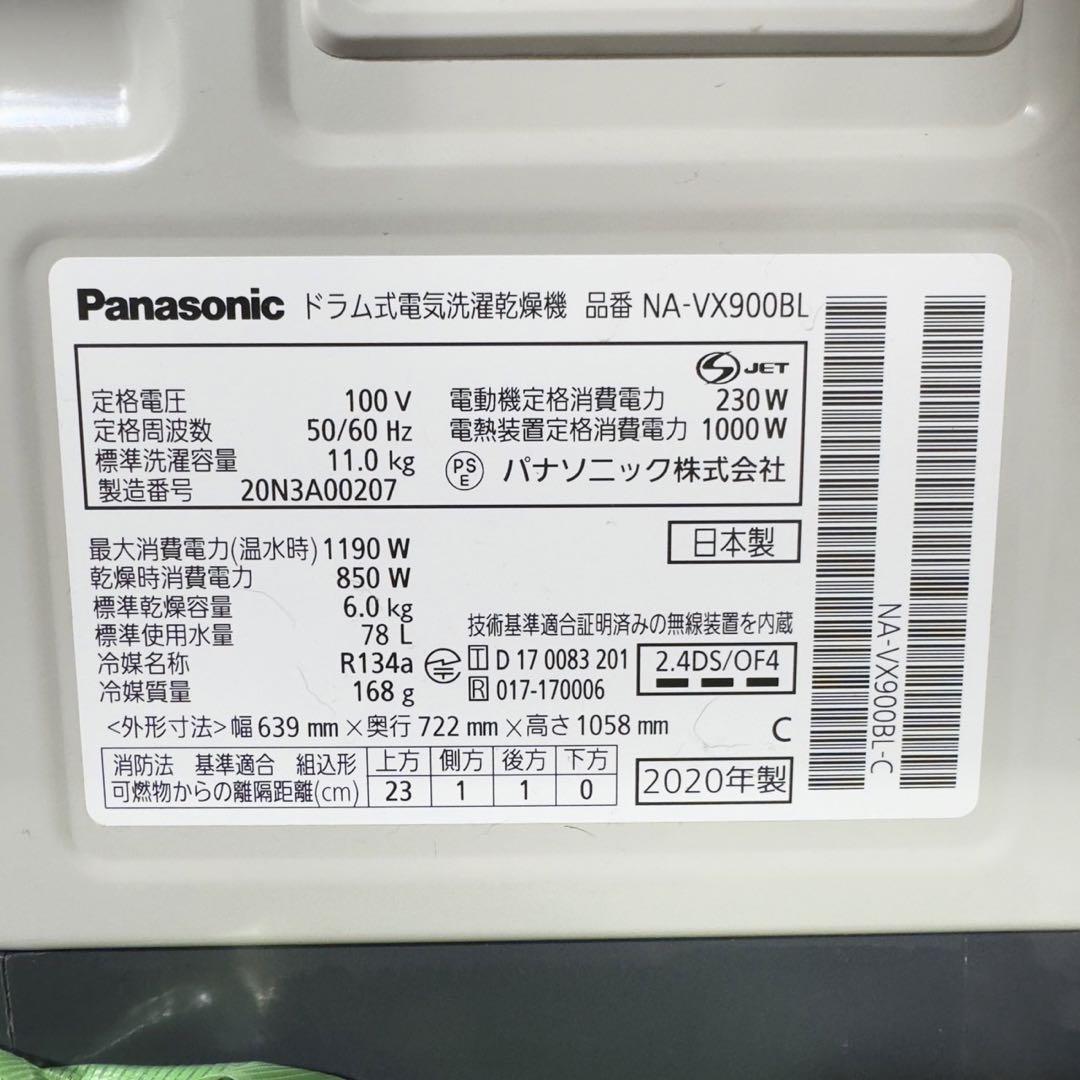 Panasonic ドラム式電気洗濯乾燥機 品番 NA-VX900BL
S JET
定格電圧 100 V 電動機定格消費電力 230 W
定格周波数 50/60 Hz 電熱装置定格消費電力 1000 W
標準洗濯容量 11.0 kg PS E パナソニック株式会社
製造番号 20N3A00207
日本製
最大消費電力(温水時) 1190 W
乾燥時消費電力 850 W
標準乾燥容量 6.0 kg
標準使用水量 78 L
冷媒名称 R134a
冷媒質量 168 g
技術基準適合証明済みの無線装置を内蔵
T D 17 0083 201 2.4DS/OF4
R 017-170006
<外形寸法> 幅 639 mm × 奥行 722 mm × 高さ 1058 mm C
消防法 基準適合 組込形 上方 側方 後方 下方
可燃物からの離隔距離(cm) 23 1 1 0
2020年製
NA-VX900BL-C